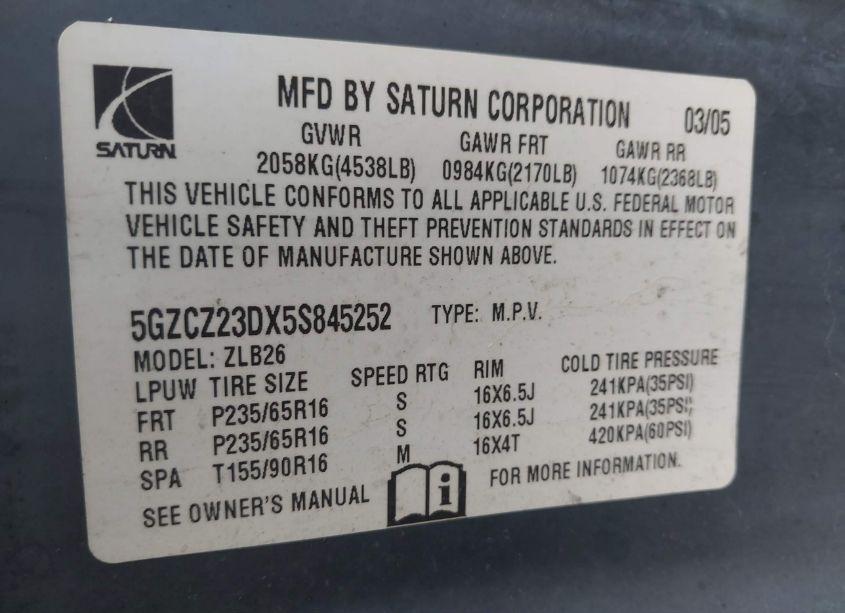 SATURN
MFD BY SATURN CORPORATION 03/05
GVWR GAWR FRT GAWR RR
2058KG(4538LB) 0984KG(2170LB) 1074KG(2368LB)
THIS VEHICLE CONFORMS TO ALL APPLICABLE U.S. FEDERAL MOTOR
VEHICLE SAFETY AND THEFT PREVENTION STANDARDS IN EFFECT ON
THE DATE OF MANUFACTURE SHOWN ABOVE.
5GZCZ23DX5S845252 TYPE: M.P.V.
MODEL: ZLB26
LPUW TIRE SIZE SPEED RTG RIM COLD TIRE PRESSURE
FRT P235/65R16 S 16X6.5J 241KPA(35PSI)
RR P235/65R16 S 16X6.5J 241KPA(35PSI)
SPA T155/90R16 M 16X4T 420KPA(60PSI)
SEE OWNER'S MANUAL i FOR MORE INFORMATION.